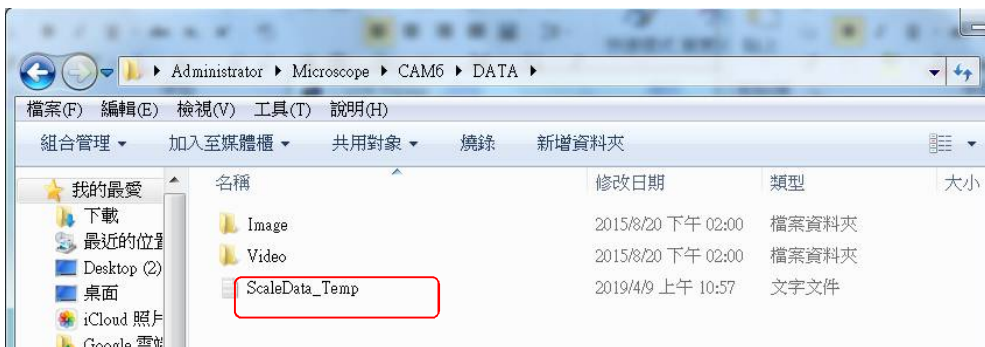 Administrator ▸ Microscope ▸ CAM6 ▸ DATA ▸
檔案(F) 編輯(E) 檢視(V) 工具(T) 說明(H)
組合管理 ▾ 加入至媒體櫃 ▾ 共用對象 ▾ 燒錄 新增資料夾
我的最愛
下載
最近的位置
Desktop (2)
桌面
iCloud 照片
Google 雲端
名稱 修改日期 類型 大小
Image 2015/8/20 下午 02:00 檔案資料夾
Video 2015/8/20 下午 02:00 檔案資料夾
ScaleData_Temp 2019/4/9 上午 10:57 文字文件